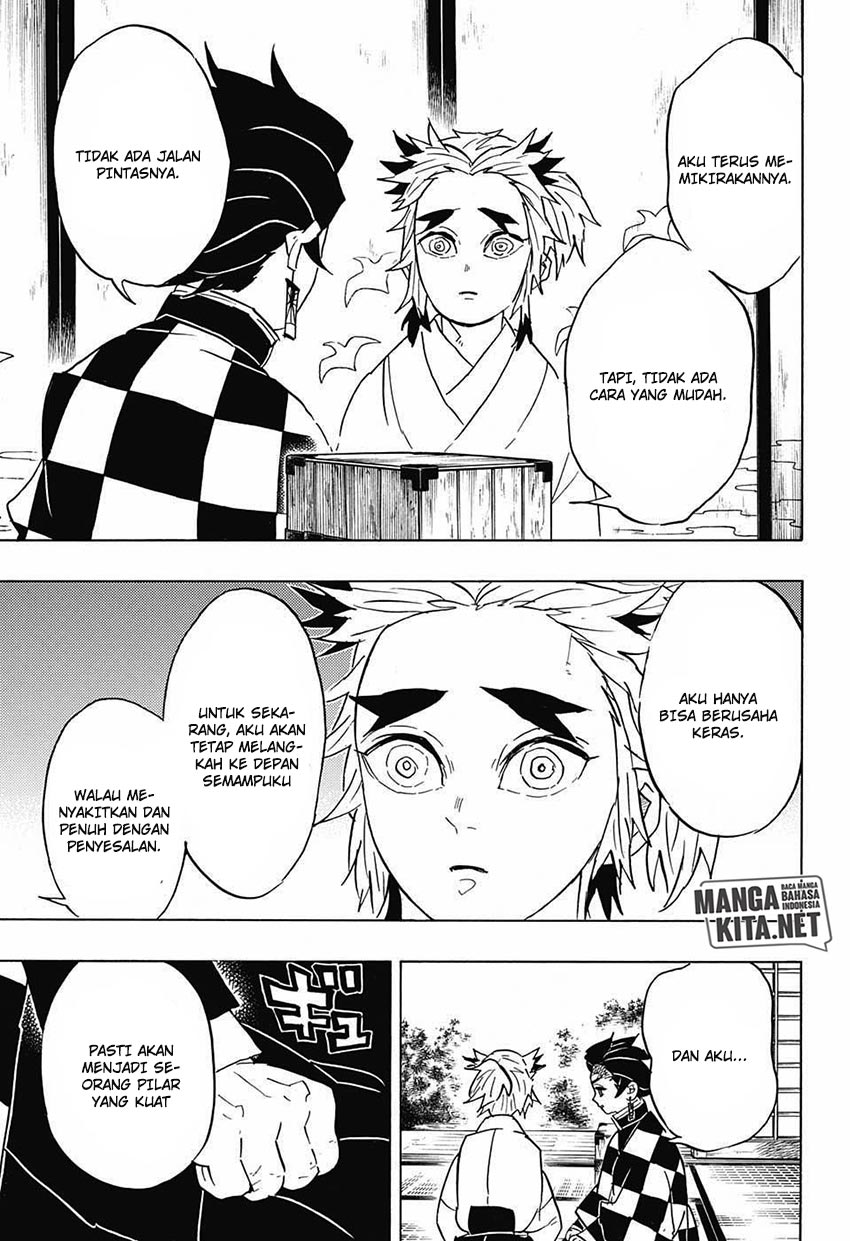 AKU TERUS ME-
MIKIRAKANNYA.
TAPI, TIDAK ADA
CARA YANG MUDAH.
TIDAK ADA JALAN
PINTASNYA.
AKU HANYA
BISA BERUSAHA
KERAS.
UNTUK SEKA-
RANG, AKU AKAN
TETAP MELANG-
KAH KE DEPAN
SEMAMPUKU
WALAU ME-
NYAKITKAN DAN
PENUH DENGAN
PENYESALAN.
MANGA
BACA MANGA
BAHASA
INDONESIA
KITA.NET
DAN AKU...
ギュ
PASTI AKAN
MENJADI SE-
ORANG PILAR
YANG KUAT